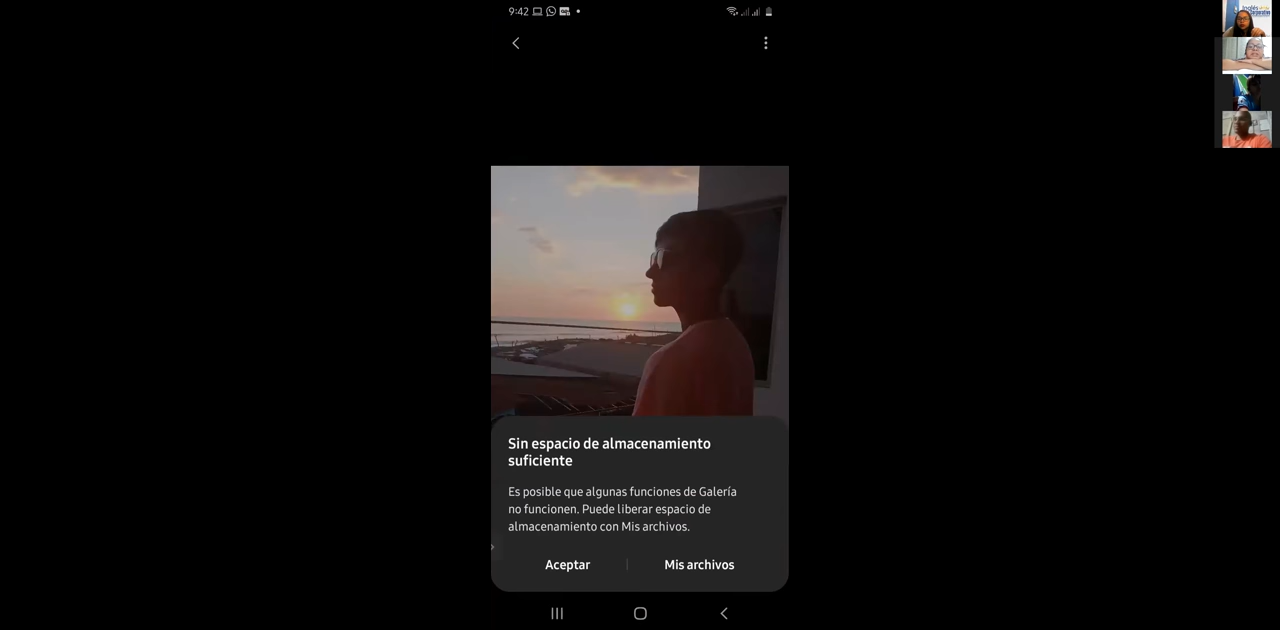 9:42
Sin espacio de almacenamiento
suficiente
Es posible que algunas funciones de Galería
no funcionen. Puede liberar espacio de
almacenamiento con Mis archivos.
Aceptar | Mis archivos
Inglés